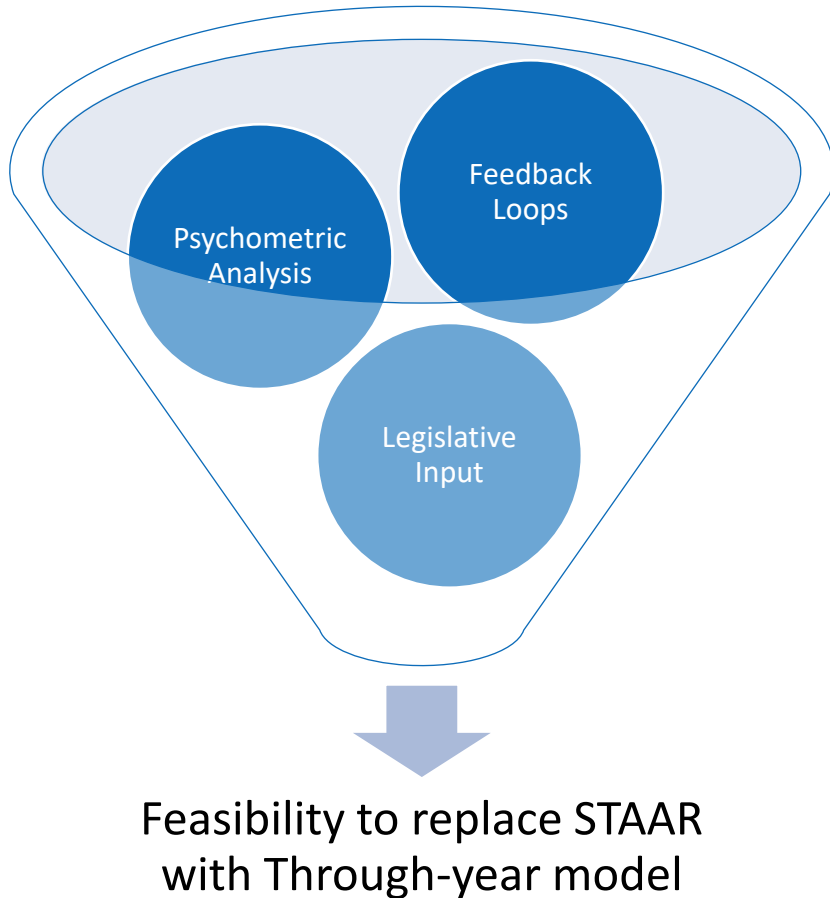 Feedback
Loops
Psychometric
Analysis
Legislative
Input
Feasibility to replace STAAR
with Through-year model